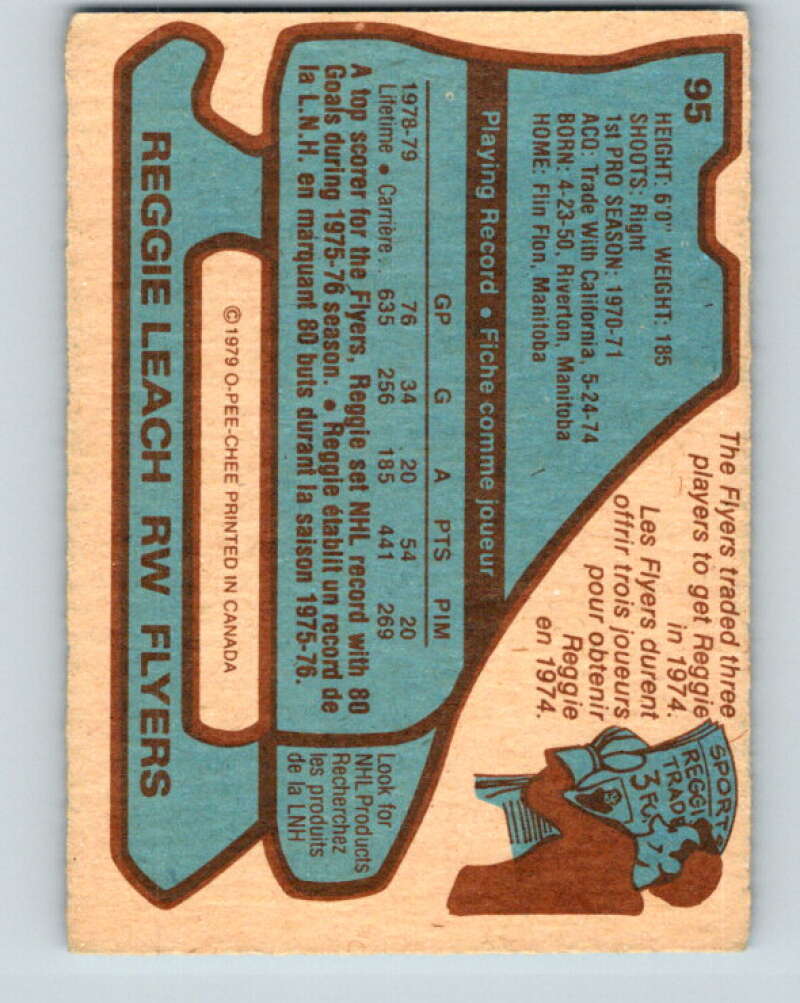 95
HEIGHT: 6'0" WEIGHT: 185
SHOOTS: Right
1st PRO SEASON: 1970-71
ACQ: Trade With California, 5-24-74
BORN: 4-23-50, Riverton, Manitoba
HOME: Flin Flon, Manitoba
The Flyers traded three
players to get Reggie
in 1974.
Les Flyers durent
offrir trois joueurs
pour obtenir
Reggie
en 1974.
SPORTS
REGGIE
TRADE
3 FOR
Playing Record • Fiche comme joueur
GP G A PTS PIM
1978-79 76 34 20 54 20
Lifetime • Carrière.. 635 256 185 441 269
A top scorer for the Flyers, Reggie set NHL record with 80
Goals during 1975-76 season. • Reggie établit un record de
la L.N.H. en marquant 80 buts durant la saison 1975-76.
Look for
NHL Products
Recherchez
les produits
de la LNH
©1979 O-PEE-CHEE PRINTED IN CANADA
REGGIE LEACH RW FLYERS